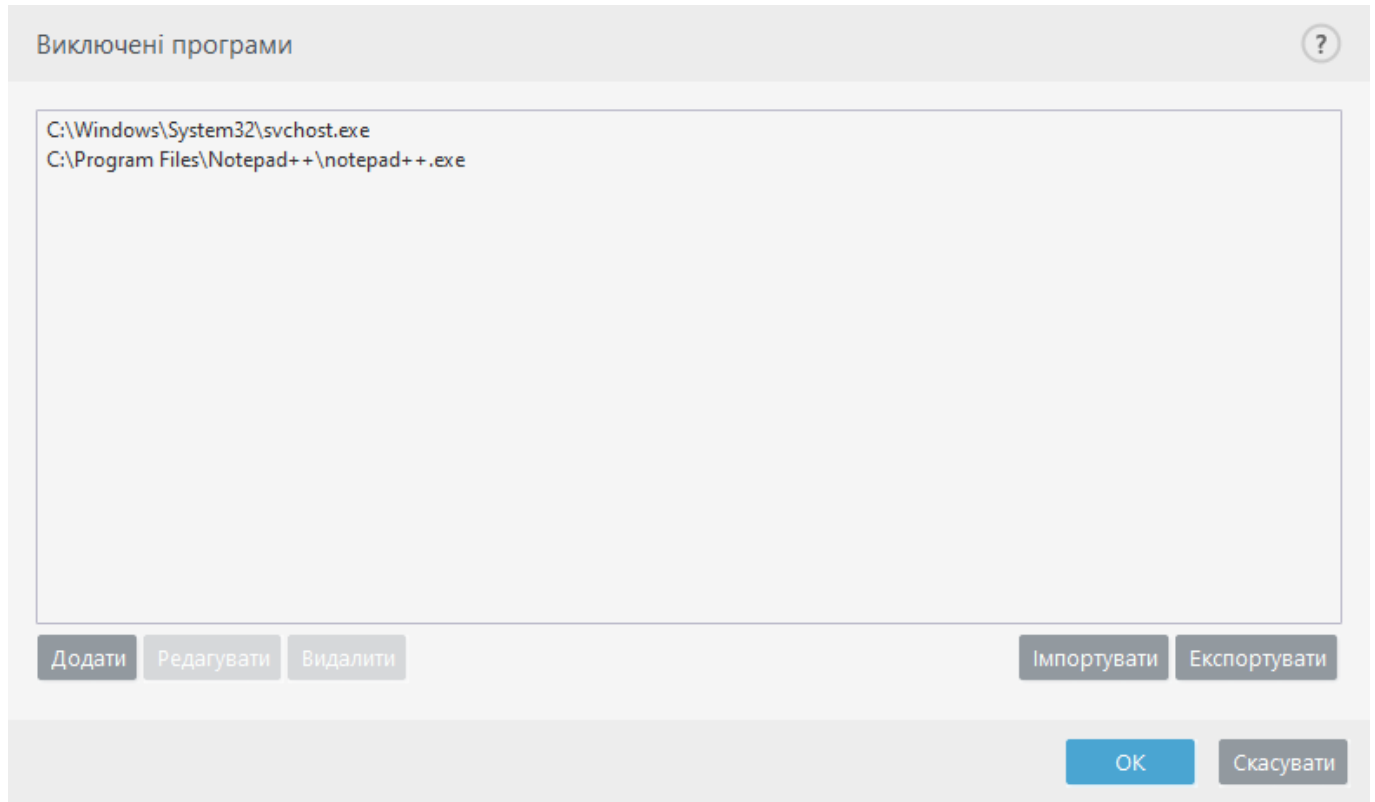 Виключені програми
?
C:\Windows\System32\svchost.exe
C:\Program Files\Notepad++\notepad++.exe
Додати Редагувати Видалити Імпортувати Експортувати
OK Скасувати